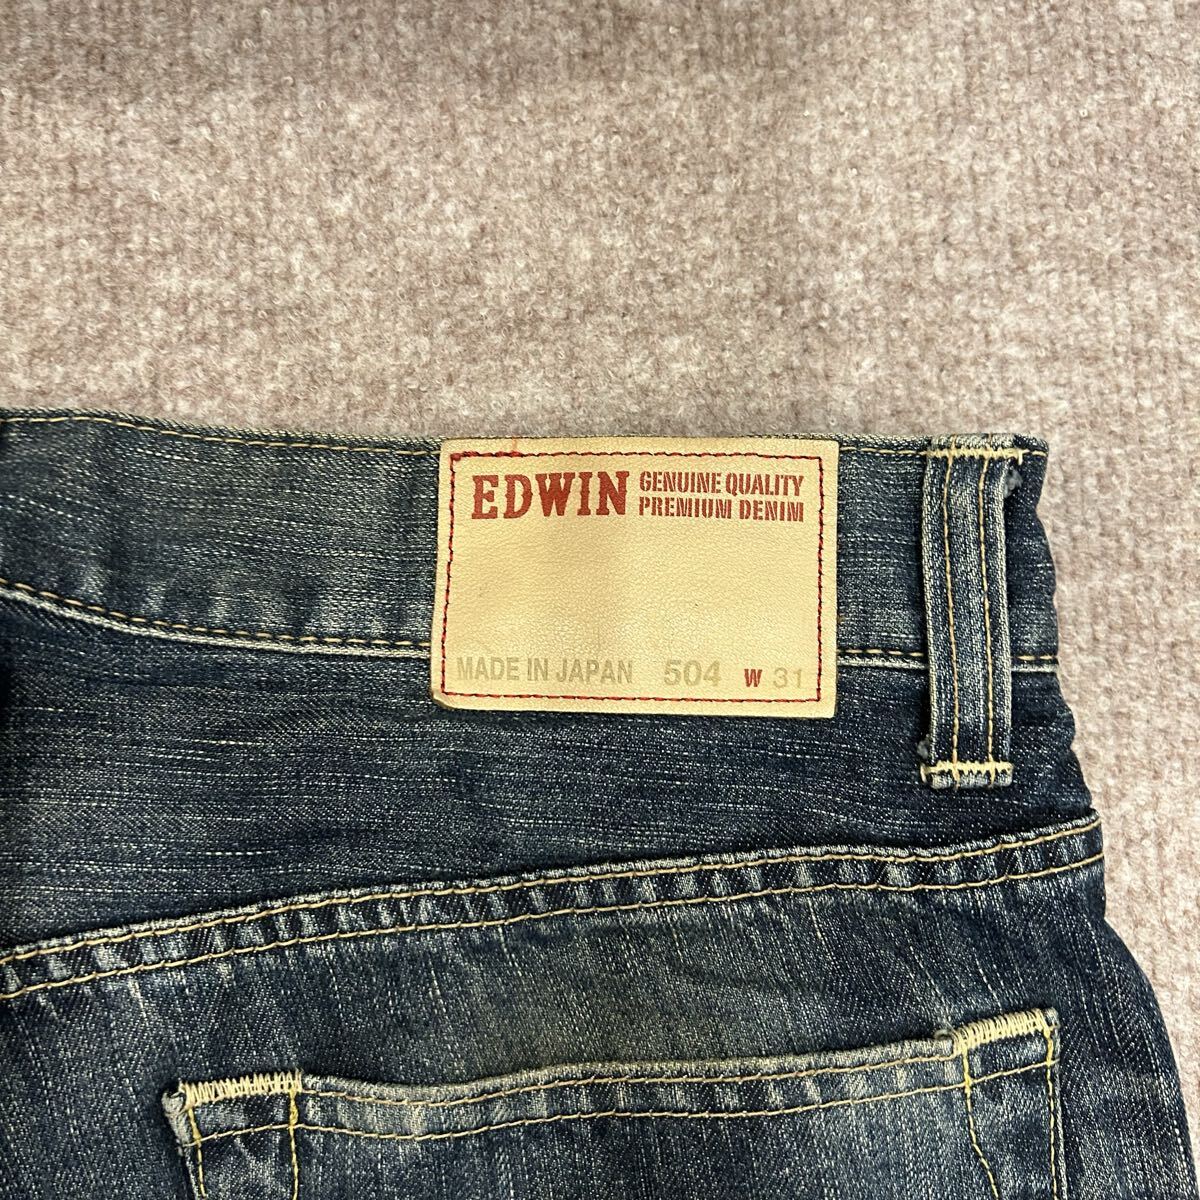 EDWIN GENUINE QUALITY
PREMIUM DENIM
MADE IN JAPAN 504 W 31